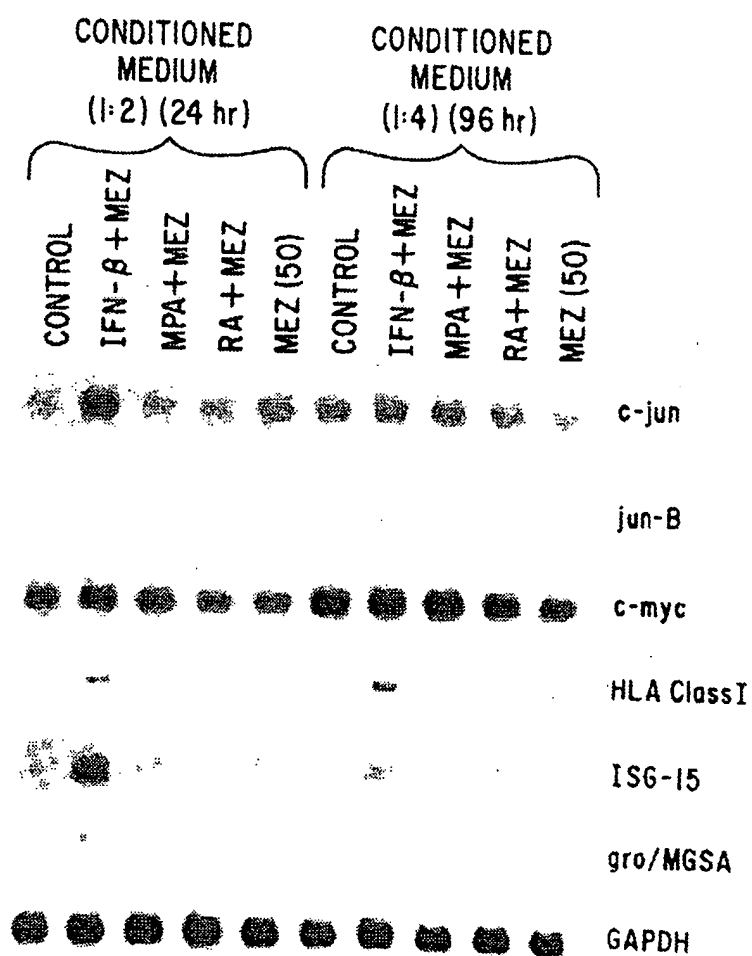 CONDITIONED
MEDIUM
(1:2) (24 hr)
CONDITIONED
MEDIUM
(1:4) (96 hr)
CONTROL
IFN-β+MEZ
MPA+MEZ
RA+MEZ
MEZ (50)
CONTROL
IFN-β+MEZ
MPA+MEZ
RA+MEZ
MEZ (50)
c-jun
jun-B
c-myc
HLA Class I
ISG-15
gro/MGSA
GAPDH